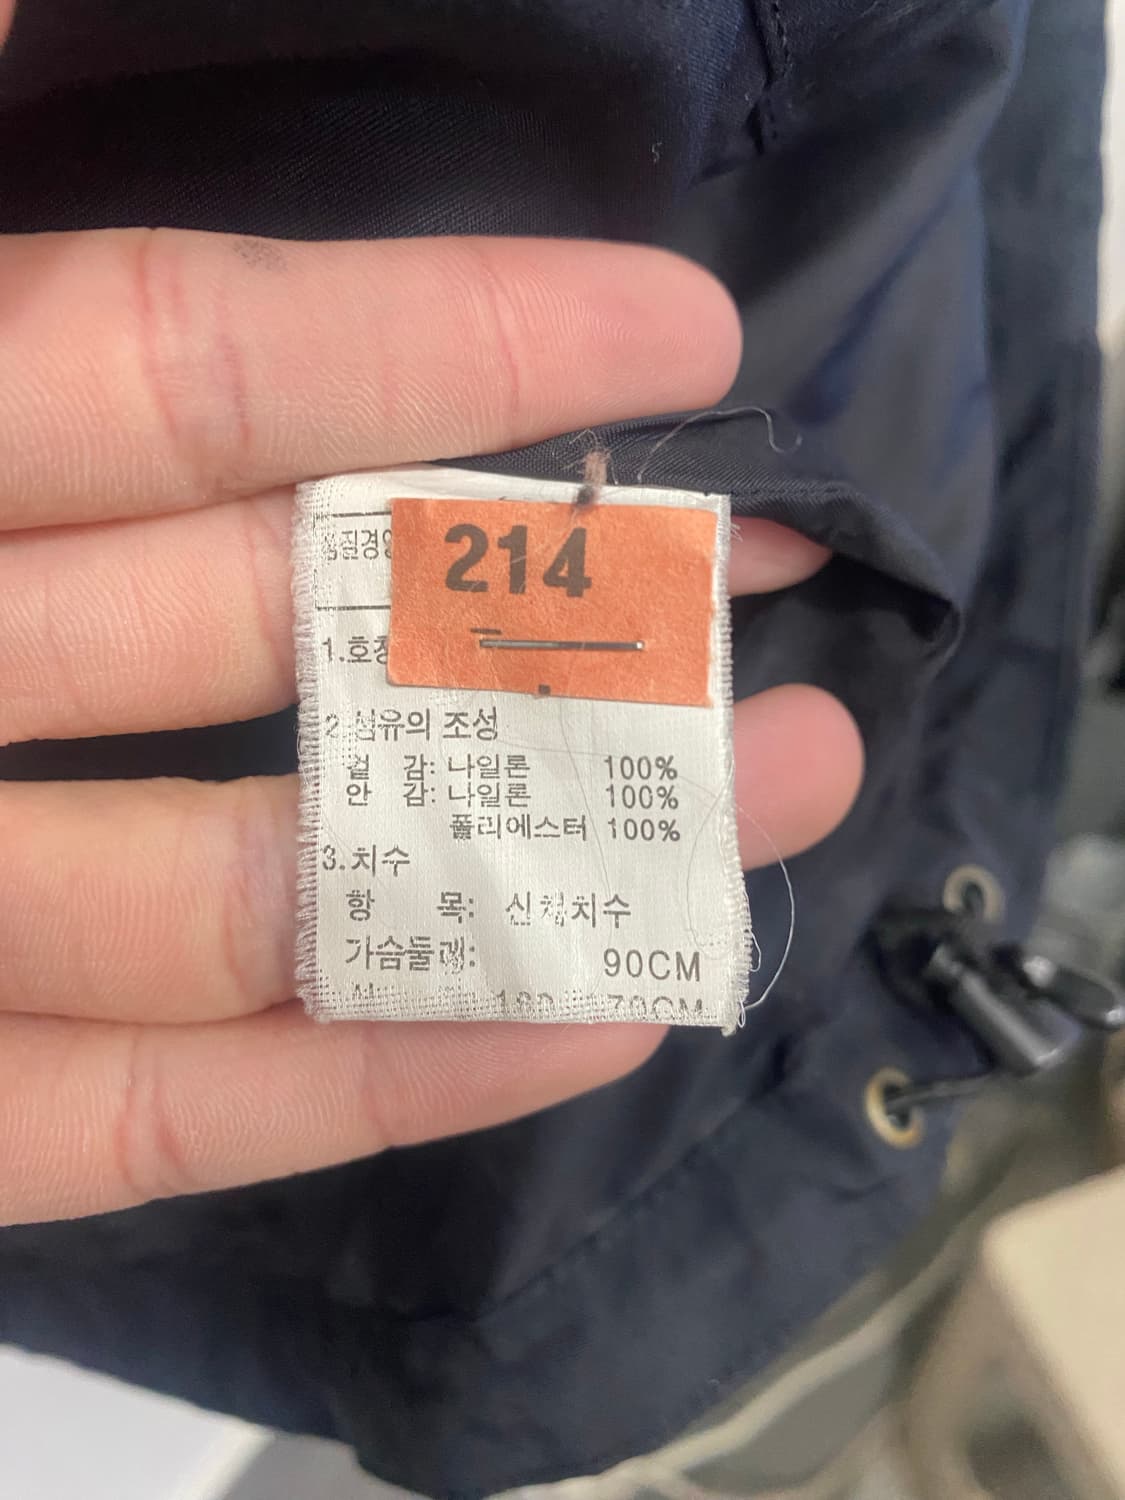 214
1.호
2.섬유의 조성
겉 감: 나일론 100%
안 감: 나일론 100%
폴리에스터 100%
3.치수
항 목: 신체치수
가슴둘레: 90CM